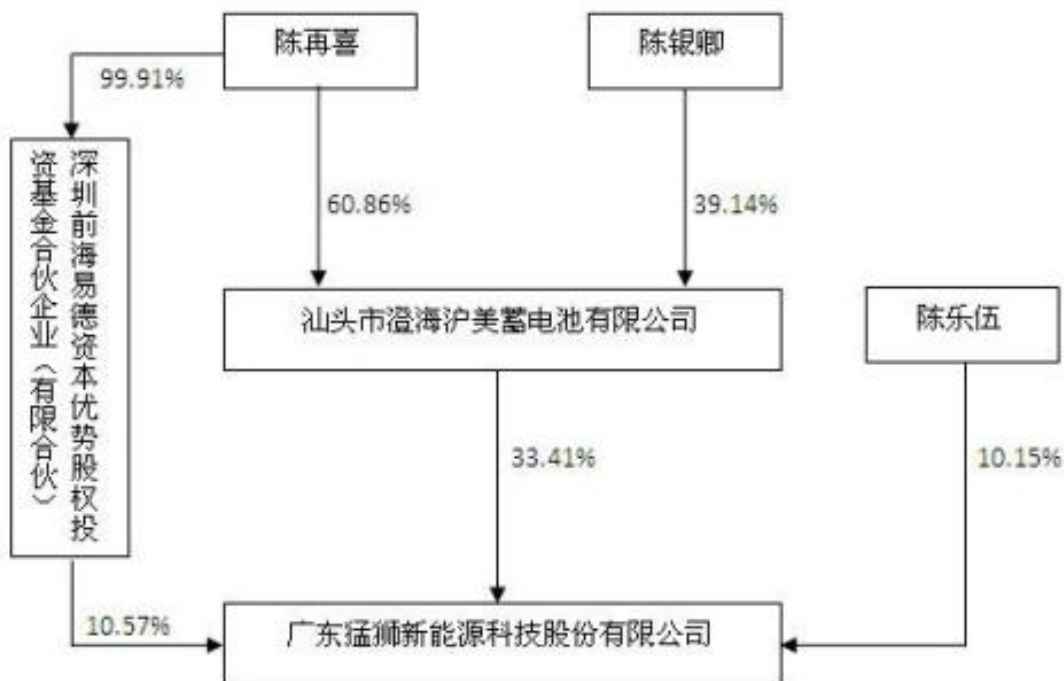 陈再喜
陈银卿
99.91%
深圳前海易德资本优势股权投
资基金合伙企业（有限合伙）
60.86%
39.14%
汕头市澄海沪美蓄电池有限公司
陈乐伍
33.41%
10.15%
10.57%
广东猛狮新能源科技股份有限公司